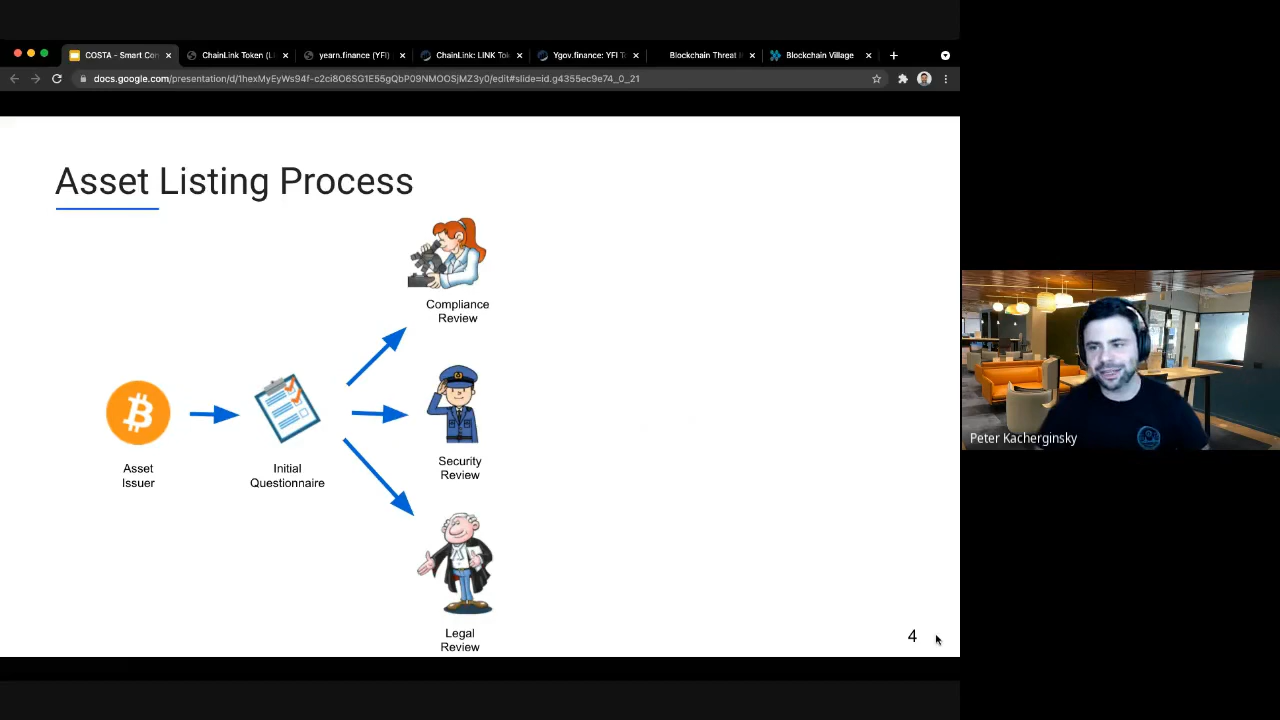 COSTA - Smart Con
ChainLink Token (L
yearn.finance (YFI)
ChainLink: LINK Tok
Ygov.finance: YFI T
Blockchain Threat I
Blockchain Village
docs.google.com/presentation/d/1hexMyEyWs94f-c2ci8O6SG1E55gQbP09NMOOSjMZ3y0/edit#slide=id.g4355ec9e74_0_21
Asset Listing Process
Compliance
Review
Asset
Issuer
Initial
Questionnaire
Security
Review
Legal
Review
4
Peter Kacherginsky